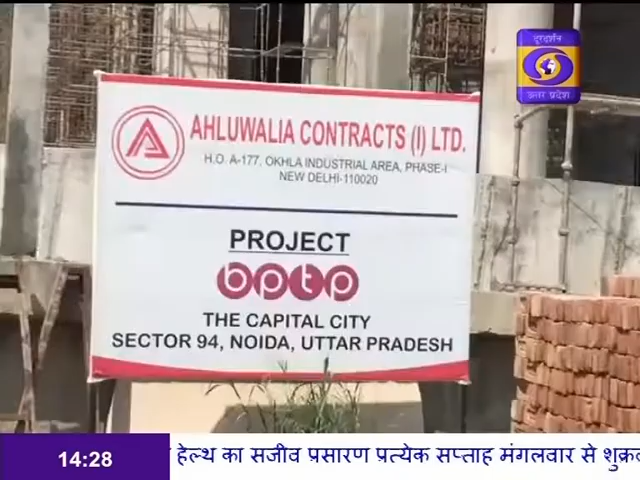 दूरदर्शन
उत्तर प्रदेश
AHLUWALIA CONTRACTS (I) LTD.
H.O. A-177, OKHLA INDUSTRIAL AREA, PHASE-I
NEW DELHI-110020
PROJECT
bptp
THE CAPITAL CITY
SECTOR 94, NOIDA, UTTAR PRADESH
14:28
हेल्थ का सजीव प्रसारण प्रत्येक सप्ताह मंगलवार से